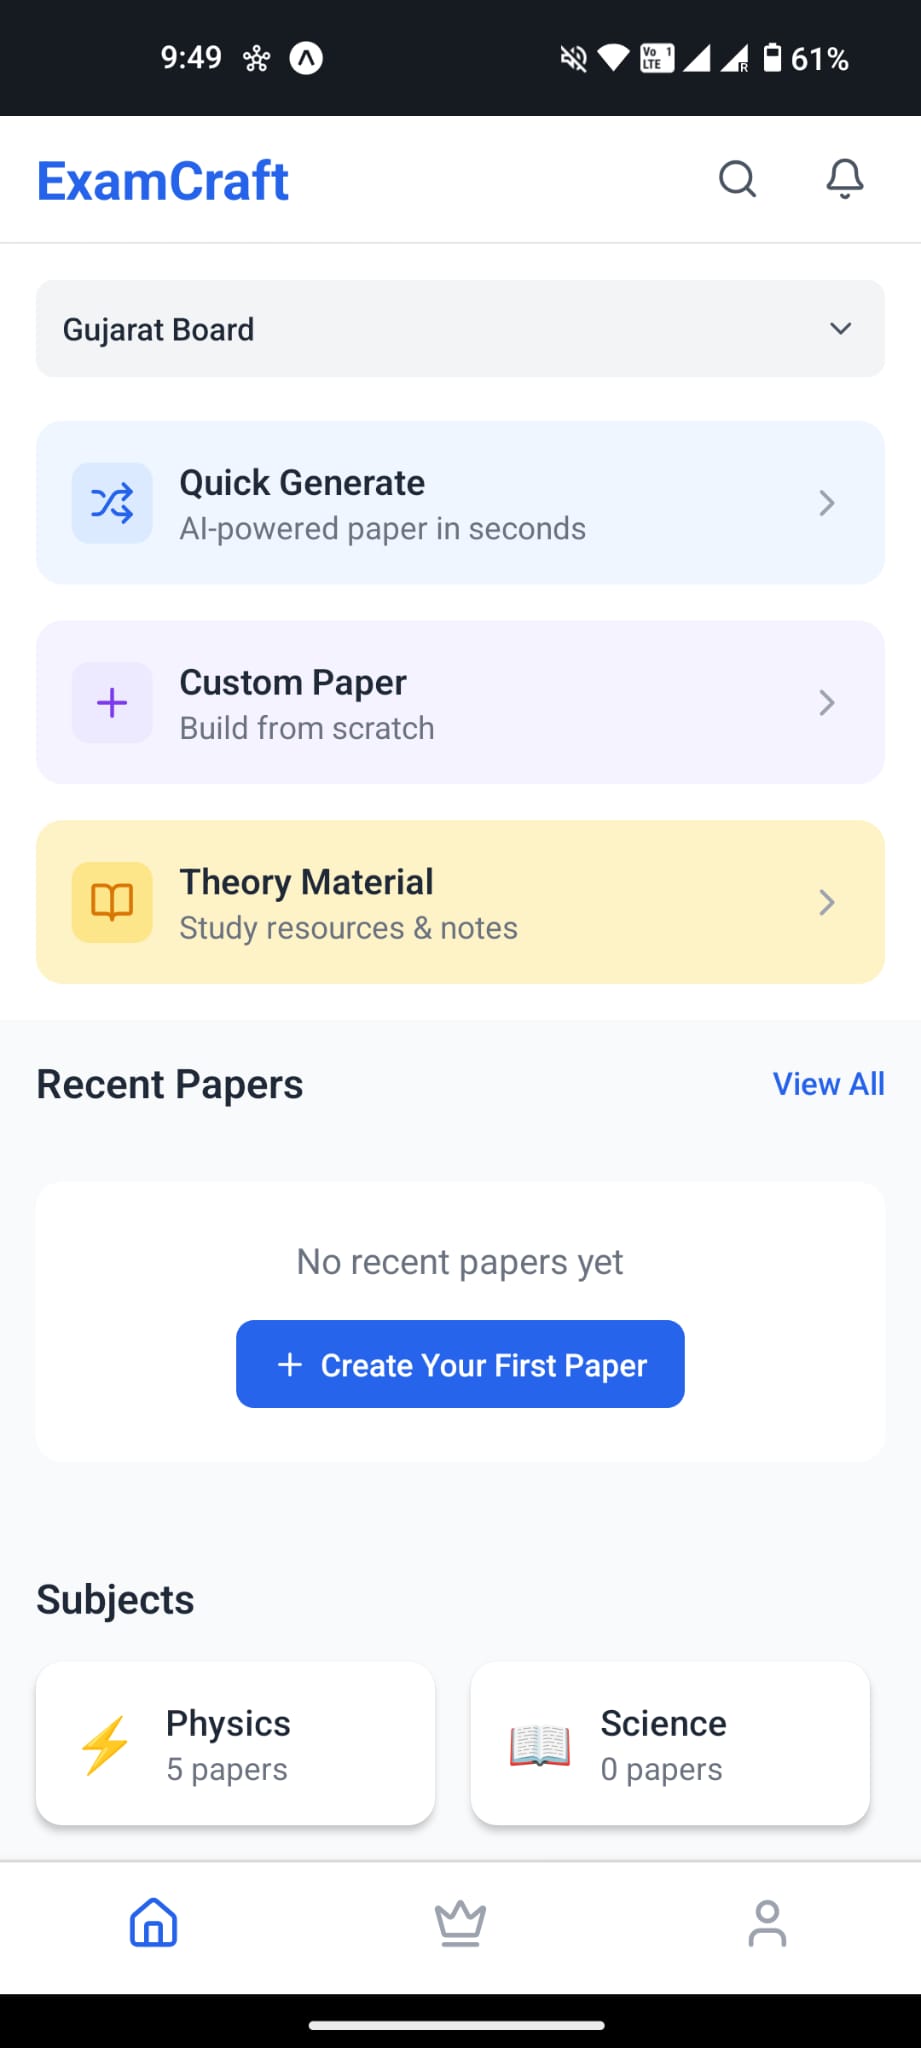 9:49
Vo 1
LTE
R
61%
ExamCraft
Gujarat Board
Quick Generate
AI-powered paper in seconds
Custom Paper
Build from scratch
Theory Material
Study resources & notes
Recent Papers
View All
No recent papers yet
+ Create Your First Paper
Subjects
Physics
5 papers
Science
0 papers